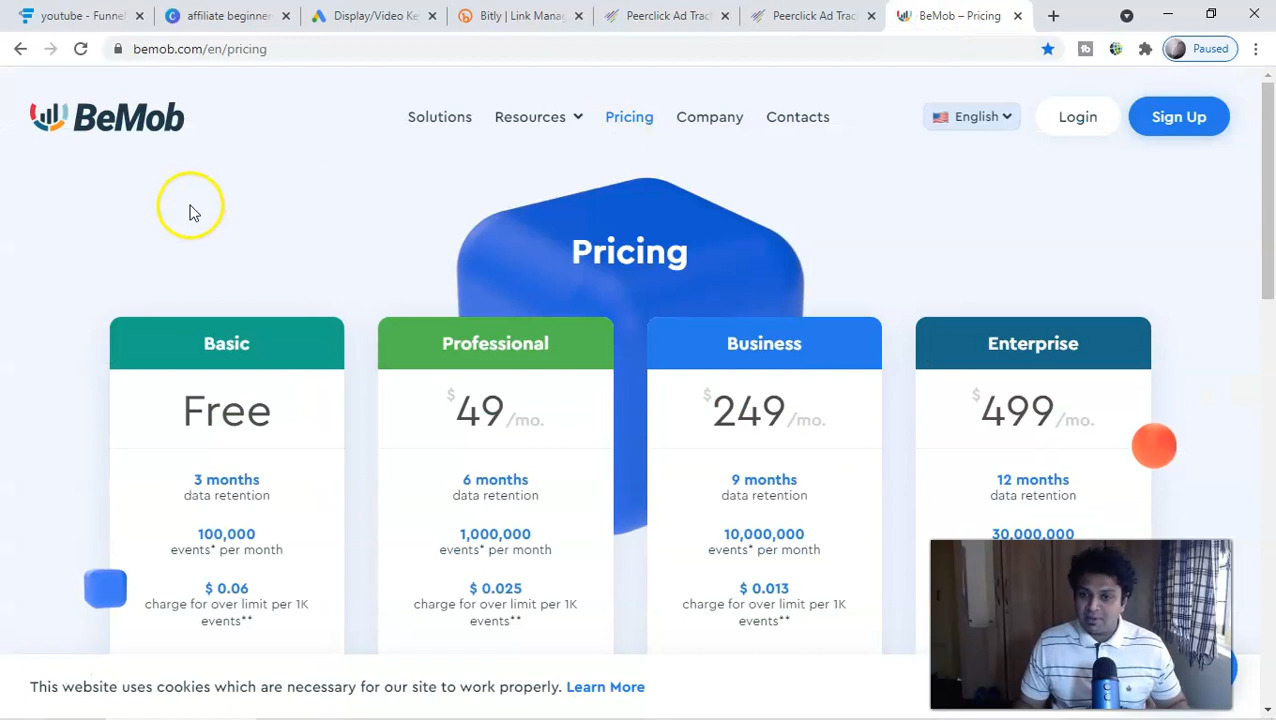 youtube - Funnel
affiliate beginner
Display/Video Ke
Bitly | Link Mana
Peerclick Ad Trac
Peerclick Ad Trac
BeMob – Pricing
bemob.com/en/pricing
Paused
BeMob
Solutions
Resources
Pricing
Company
Contacts
English
Login
Sign Up
Pricing
Basic
Professional
Business
Enterprise
Free
$ 49 /mo.
$ 249 /mo.
$ 499 /mo.
3 months
data retention
6 months
data retention
9 months
data retention
12 months
data retention
100,000
events* per month
1,000,000
events* per month
10,000,000
events* per month
30,000,000
$ 0.06
charge for over limit per 1K
events**
$ 0.025
charge for over limit per 1K
events**
$ 0.013
charge for over limit per 1K
events**
This website uses cookies which are necessary for our site to work properly. Learn More